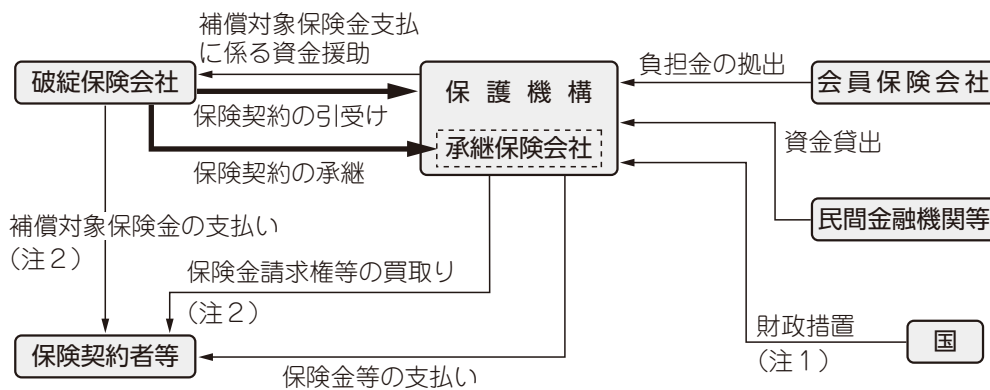 補償対象保険金支払
に係る資金援助
破綻保険会社
保護機構
負担金の拠出
会員保険会社
保険契約の引受け
承継保険会社
資金貸出
保険契約の承継
民間金融機関等
補償対象保険金の支払い
（注２）
保険金請求権等の買取り
（注２）
財政措置
（注１）
国
保険契約者等
保険金等の支払い